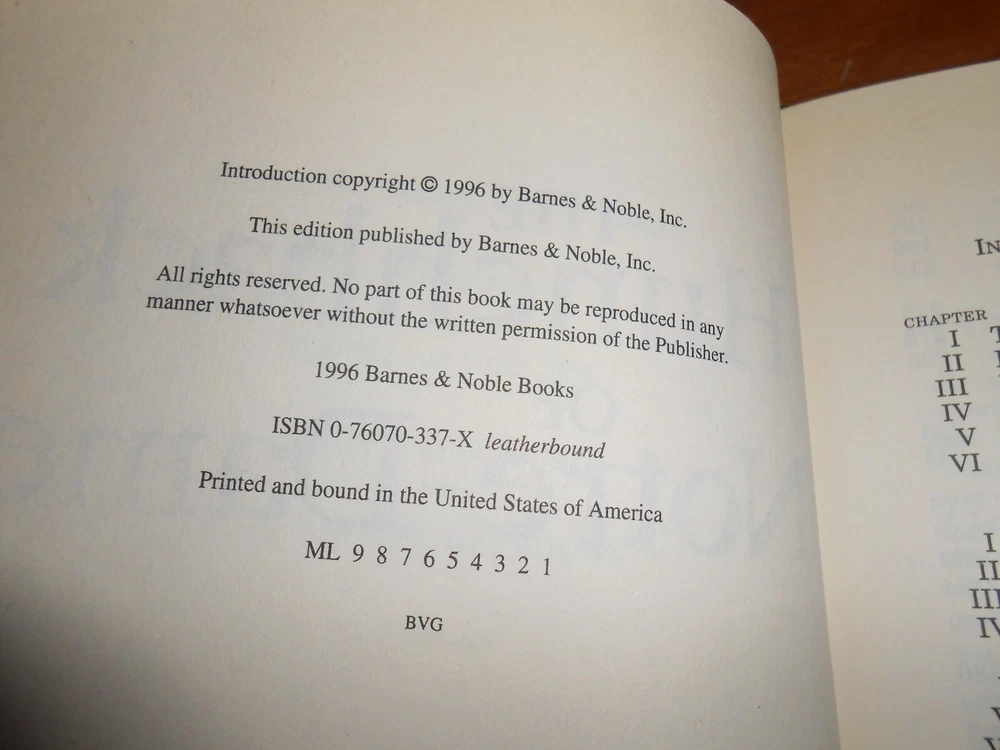 Introduction copyright © 1996 by Barnes & Noble, Inc.
This edition published by Barnes & Noble, Inc.
All rights reserved. No part of this book may be reproduced in any
manner whatsoever without the written permission of the Publisher.
1996 Barnes & Noble Books
ISBN 0-76070-337-X leatherbound
Printed and bound in the United States of America
ML 9 8 7 6 5 4 3 2 1
BVG
CHAPTER
I
II
III
IV
V
VI
I
II
III
IV